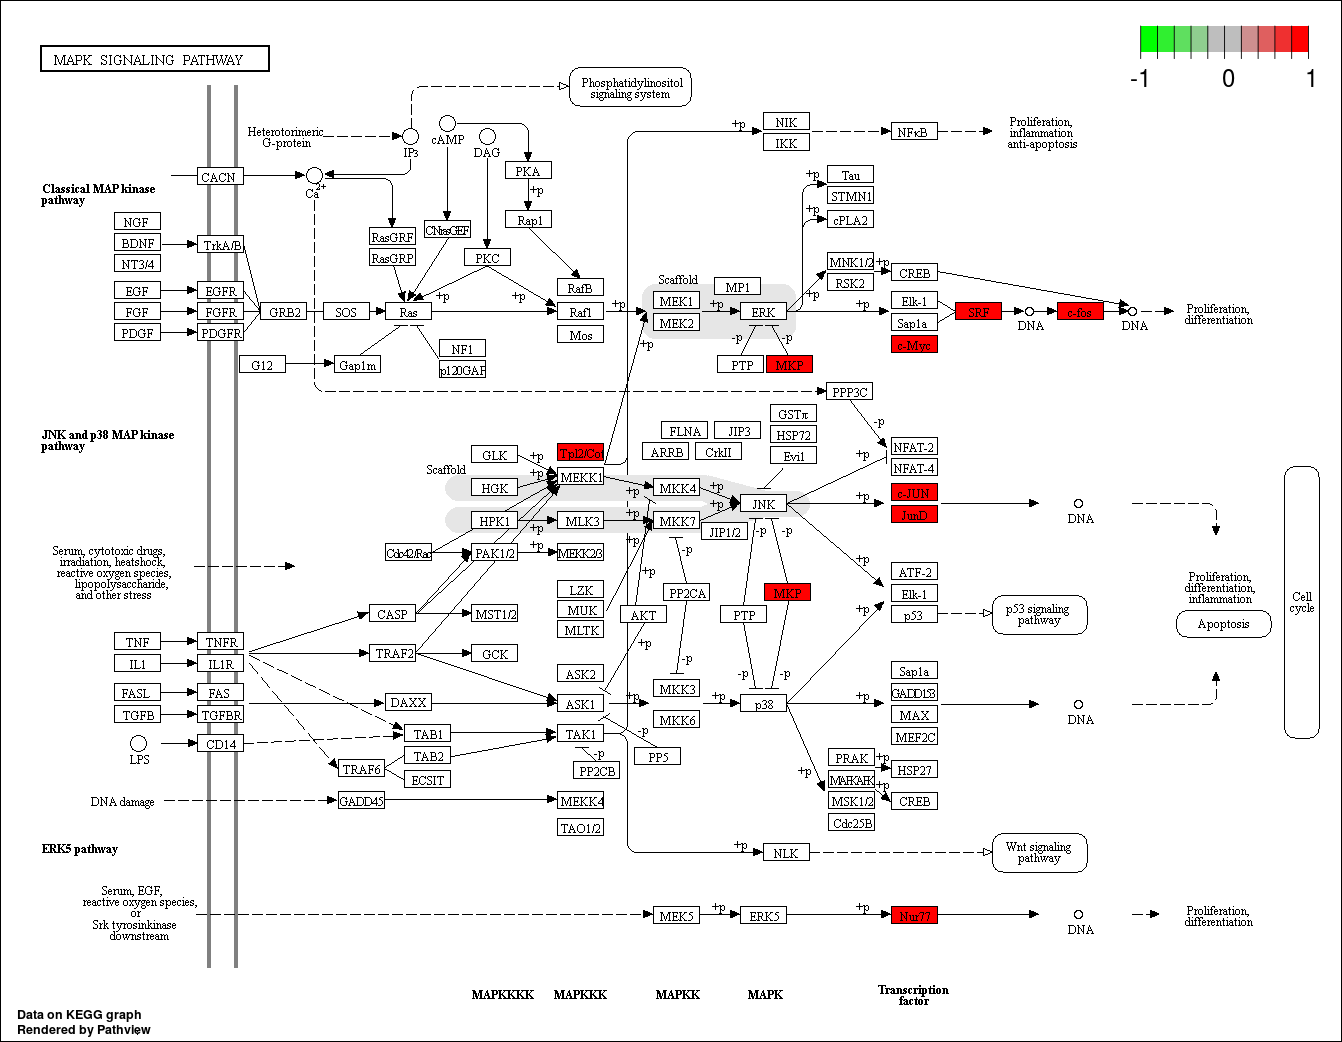 MAPK SIGNALING PATHWAY
-1
0
1
Phosphatidylinositol
signaling system
Heterotorimeric
G-protein
IP3
cAMP
DAG
+p
NIK
IKK
NFκB
Proliferation,
inflammation
anti-apoptosis
Classical MAP kinase
pathway
CACN
Ca2+
PKA
+p
Rap1
Tau
STMN1
cPLA2
+p
+p
NGF
BDNF
NT3/4
TrkA/B
RasGRF
RasGRP
CNrasGEF
PKC
RafB
Scaffold
MP1
MNK1/2
RSK2
+p
CREB
EGF
EGFR
FGF
FGFR
PDGF
PDGFR
GRB2
SOS
Ras
+p
+p
Raf1
Mos
+p
MEK1
MEK2
+p
ERK
+p
+p
Elk-1
Sap1a
SRF
c-Myc
DNA
c-fos
DNA
Proliferation,
differentiation
G12
Gap1m
NF1
p120GAP
+p
-p
-p
PTP
MKP
PPP3C
-p
JNK and p38 MAP kinase
pathway
Scaffold
GLK
HGK
HPK1
+p
+p
+p
Tpl2/Cot
MEKK1
MLK3
FLNA
JIP3
ARRB
CrkII
GSTπ
HSP72
Evi1
NFAT-2
NFAT-4
+p
+p
+p
MKK4
MKK7
+p
+p
JNK
JIP1/2
+p
c-JUN
JunD
DNA
Serum, cytotoxic drugs,
irradiation, heatshock,
reactive oxygen species,
lipopolysaccharide,
and other stress
Cdc42/Rac
PAK1/2
+p
MEKK2/3
+p
-p
-p
-p
+p
LZK
MUK
MLTK
+p
PP2CA
MKP
ATF-2
Elk-1
p53
+p
p53 signaling
pathway
Proliferation,
differentiation,
inflammation
Apoptosis
Cell
cycle
CASP
MST1/2
AKT
PTP
TNF
TNFR
IL1
IL1R
TRAF2
GCK
+p
-p
-p
-p
FASL
FAS
TGFB
TGFBR
DAXX
ASK2
ASK1
+p
MKK3
MKK6
+p
p38
+p
Sap1a
GADD153
MAX
MEF2C
DNA
LPS
CD14
TAB1
TAK1
-p
TRAF6
TAB2
ECSIT
-p
PP2CB
PP5
+p
PRAK
MAPKAPK
MSK1/2
Cdc25B
+p
+p
HSP27
CREB
DNA damage
GADD45
MEKK4
TAO1/2
ERK5 pathway
+p
NLK
Wnt signaling
pathway
Serum, EGF,
reactive oxygen species,
or
Srk tyrosinkinase
downstream
MEK5
+p
ERK5
+p
Nur77
DNA
Proliferation,
differentiation
MAPKKKK
MAPKKK
MAPKK
MAPK
Transcription
factor
Data on KEGG graph
Rendered by Pathview